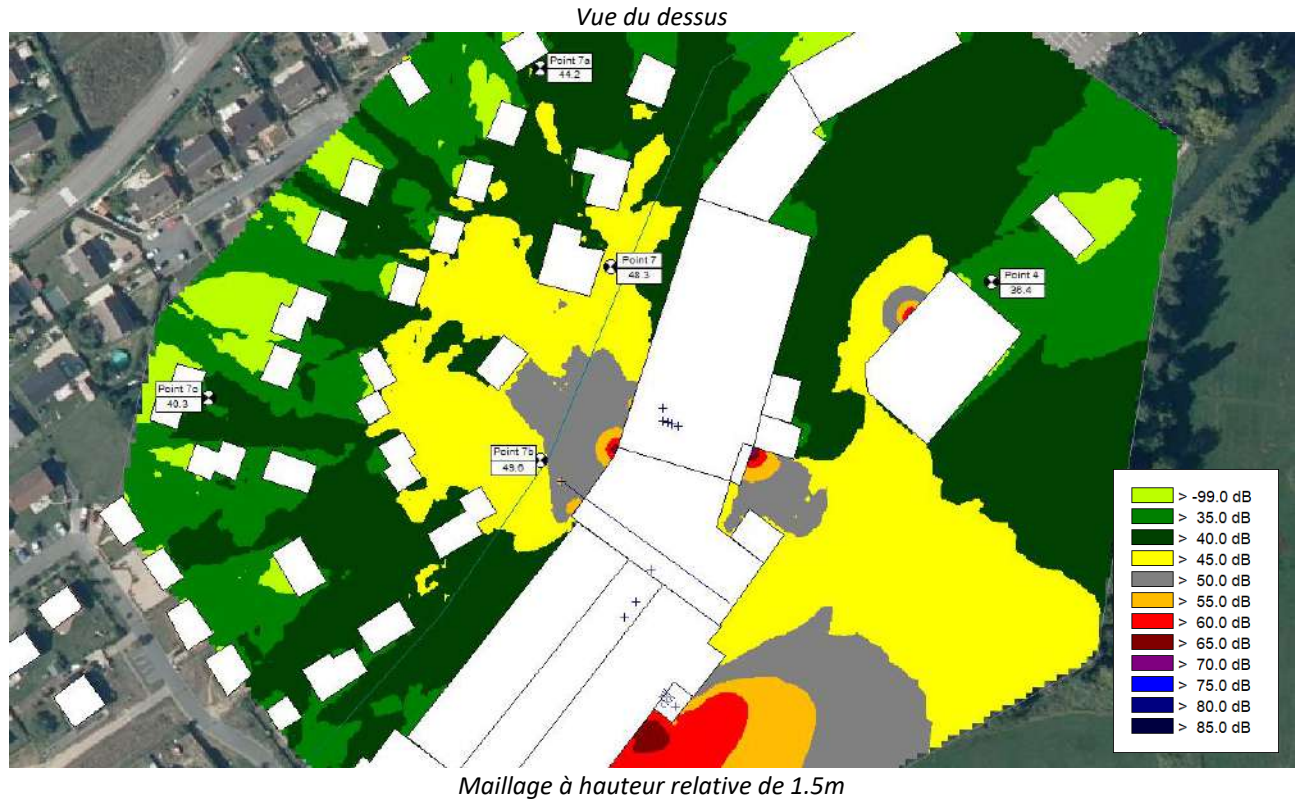 Vue du dessus
Point 7a
44.2
Point 7
48.3
Point 4
36.4
Point 7c
40.3
Point 7b
49.6
> -99.0 dB
> 35.0 dB
> 40.0 dB
> 45.0 dB
> 50.0 dB
> 55.0 dB
> 60.0 dB
> 65.0 dB
> 70.0 dB
> 75.0 dB
> 80.0 dB
> 85.0 dB
Maillage à hauteur relative de 1.5m